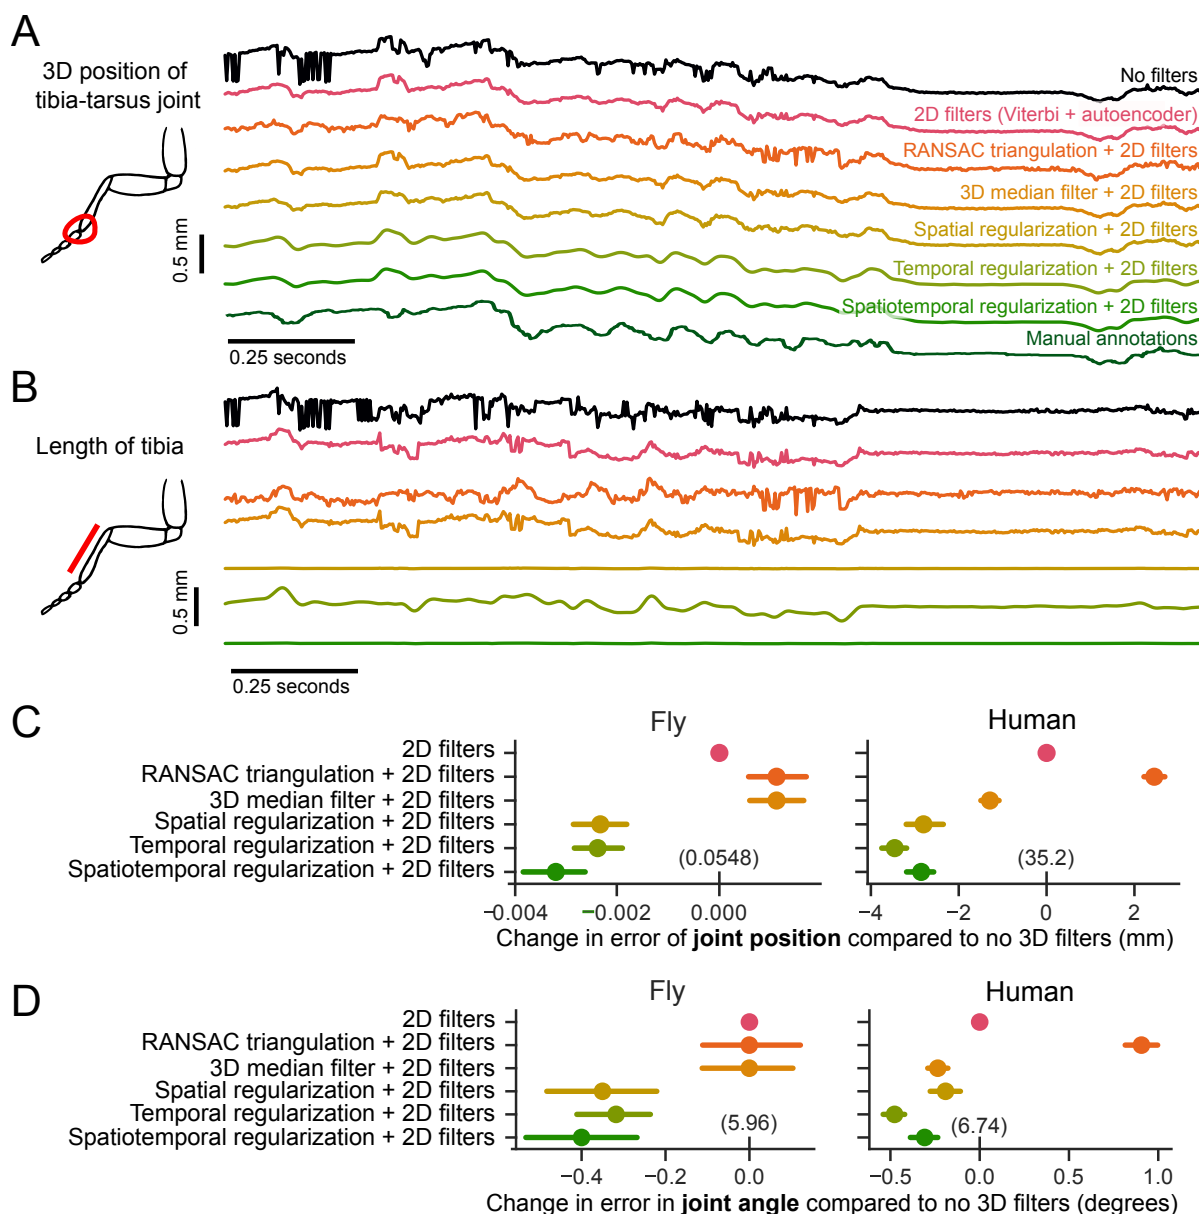 A
3D position of
tibia-tarsus joint
0.5 mm
No filters
2D filters (Viterbi + autoencoder)
RANSAC triangulation + 2D filters
3D median filter + 2D filters
Spatial regularization + 2D filters
Temporal regularization + 2D filters
Spatiotemporal regularization + 2D filters
Manual annotations
0.25 seconds
B
Length of tibia
0.5 mm
0.25 seconds
C
Fly
Human
2D filters
RANSAC triangulation + 2D filters
3D median filter + 2D filters
Spatial regularization + 2D filters
Temporal regularization + 2D filters
Spatiotemporal regularization + 2D filters
(0.0548)
(35.2)
−0.004 −0.002 0.000
−4 −2 0 2
Change in error of joint position compared to no 3D filters (mm)
D
Fly
Human
2D filters
RANSAC triangulation + 2D filters
3D median filter + 2D filters
Spatial regularization + 2D filters
Temporal regularization + 2D filters
Spatiotemporal regularization + 2D filters
(5.96)
(6.74)
−0.4 −0.2 0.0
−0.5 0.0 0.5 1.0
Change in error in joint angle compared to no 3D filters (degrees)